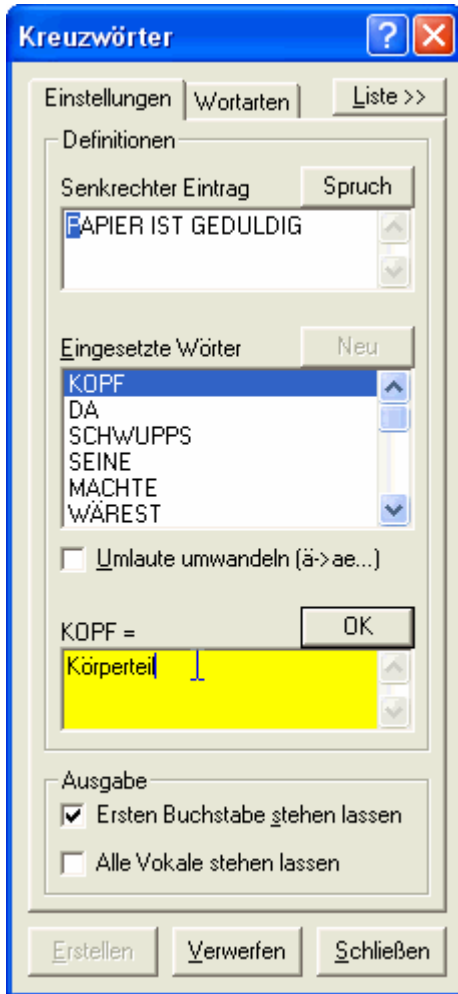 Kreuzwörter
Einstellungen Wortarten Liste >>
Definitionen
Senkrechter Eintrag Spruch
PAPIER IST GEDULDIG
Eingesetzte Wörter Neu
KOPF
DA
SCHWUPPS
SEINE
MACHTE
WÄREST
Umlaute umwandeln (ä->ae...)
KOPF = OK
Körperteil
Ausgabe
Ersten Buchstabe stehen lassen
Alle Vokale stehen lassen
Erstellen Verwerfen Schließen